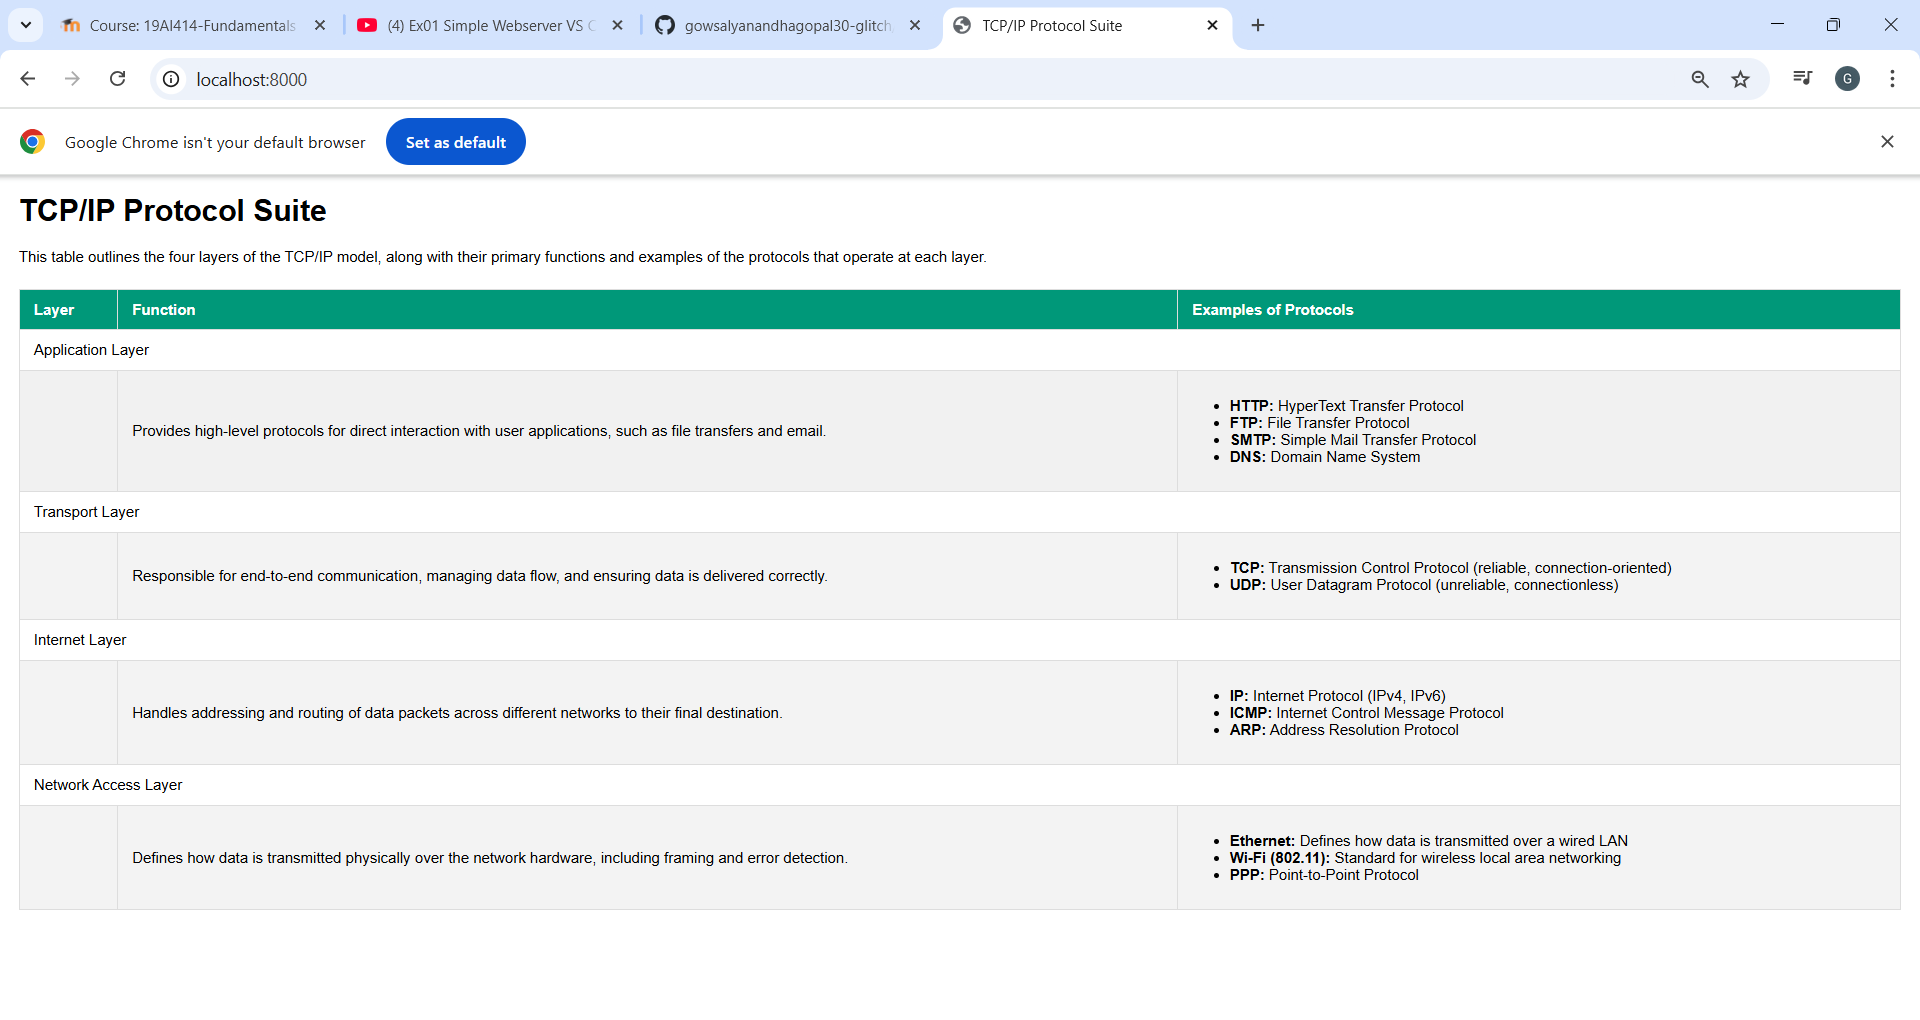 Course: 19AI414-Fundamentals
(4) Ex01 Simple Webserver VS C
gowsalyanandhagopal30-glitch
TCP/IP Protocol Suite
localhost:8000
G
Google Chrome isn't your default browser
Set as default
TCP/IP Protocol Suite
This table outlines the four layers of the TCP/IP model, along with their primary functions and examples of the protocols that operate at each layer.
Layer Function Examples of Protocols
Application Layer
Provides high-level protocols for direct interaction with user applications, such as file transfers and email.
• HTTP: HyperText Transfer Protocol
• FTP: File Transfer Protocol
• SMTP: Simple Mail Transfer Protocol
• DNS: Domain Name System
Transport Layer
Responsible for end-to-end communication, managing data flow, and ensuring data is delivered correctly.
• TCP: Transmission Control Protocol (reliable, connection-oriented)
• UDP: User Datagram Protocol (unreliable, connectionless)
Internet Layer
Handles addressing and routing of data packets across different networks to their final destination.
• IP: Internet Protocol (IPv4, IPv6)
• ICMP: Internet Control Message Protocol
• ARP: Address Resolution Protocol
Network Access Layer
Defines how data is transmitted physically over the network hardware, including framing and error detection.
• Ethernet: Defines how data is transmitted over a wired LAN
• Wi-Fi (802.11): Standard for wireless local area networking
• PPP: Point-to-Point Protocol